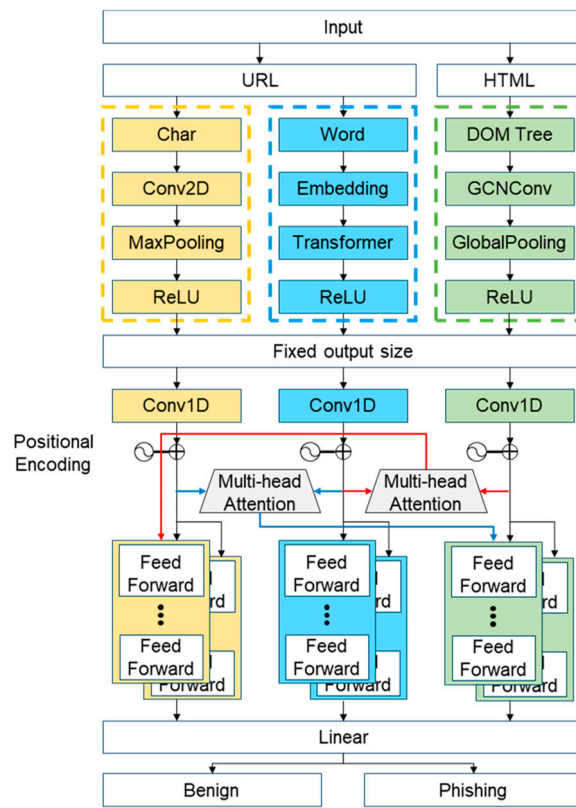 Input
URL
HTML
Char
Word
DOM Tree
Conv2D
Embedding
GCNConv
MaxPooling
Transformer
GlobalPooling
ReLU
ReLU
ReLU
Fixed output size
Conv1D
Conv1D
Conv1D
Positional
Encoding
Multi-head
Attention
Multi-head
Attention
Feed
Forward
Feed
Forward
Feed
Forward
Feed
Forward
Feed
Forward
Feed
Forward
Linear
Benign
Phishing